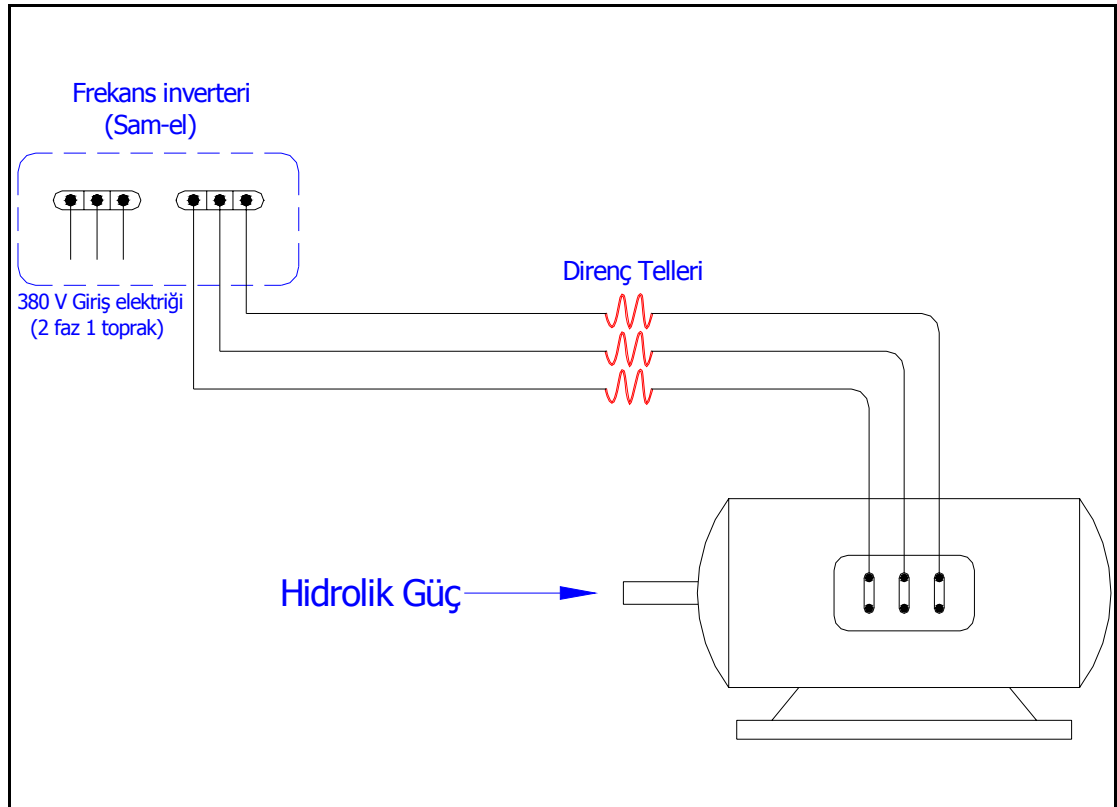 Frekans inverteri
(Sam-el)
380 V Giriş elektriği
(2 faz 1 toprak)
Direnç Telleri
Hidrolik Güç